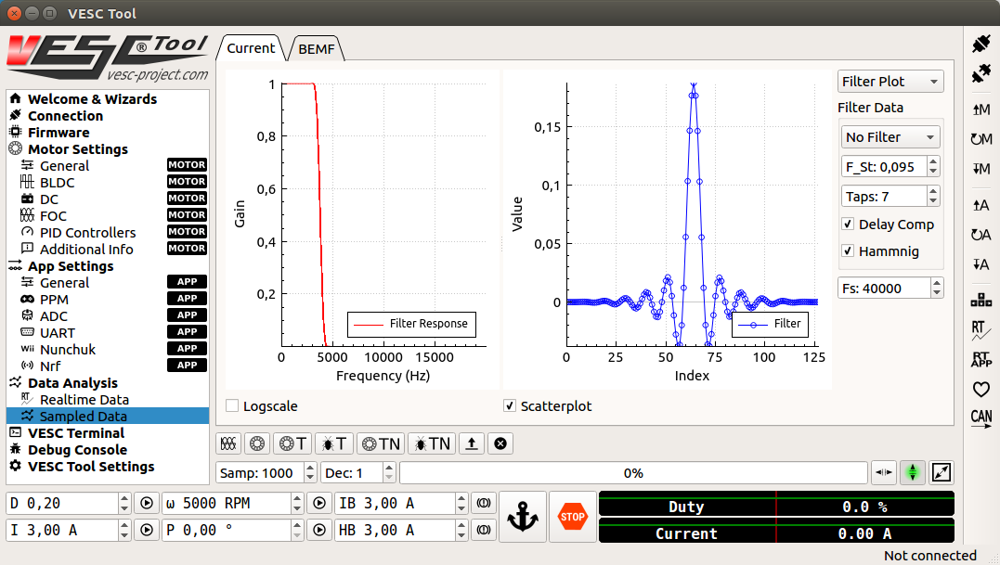 VESC Tool
VESC® Tool
vesc-project.com
Welcome & Wizards
Connection
Firmware
Motor Settings
General MOTOR
BLDC MOTOR
DC MOTOR
FOC MOTOR
PID Controllers MOTOR
Additional Info MOTOR
App Settings
General APP
PPM APP
ADC APP
UART APP
Wii Nunchuk APP
Nrf APP
Data Analysis
RT Realtime Data
Sampled Data
VESC Terminal
Debug Console
VESC Tool Settings
Current BEMF
1
0,8
0,6
0,4
0,2
Gain
Filter Response
0 5000 10000 15000
Frequency (Hz)
0,15
0,1
0,05
0
Value
Filter
0 25 50 75 100 125
Index
Logscale
Scatterplot
Filter Plot
Filter Data
No Filter
F_St: 0,095
Taps: 7
Delay Comp
Hammnig
Fs: 40000
M
M
M
A
A
A
RT
RT
APP
CAN
T T TN TN
Samp: 1000 Dec: 1 0%
D 0,20 ω 5000 RPM IB 3,00 A
I 3,00 A P 0,00 ° HB 3,00 A
STOP
Duty 0.0 %
Current 0.00 A
Not connected